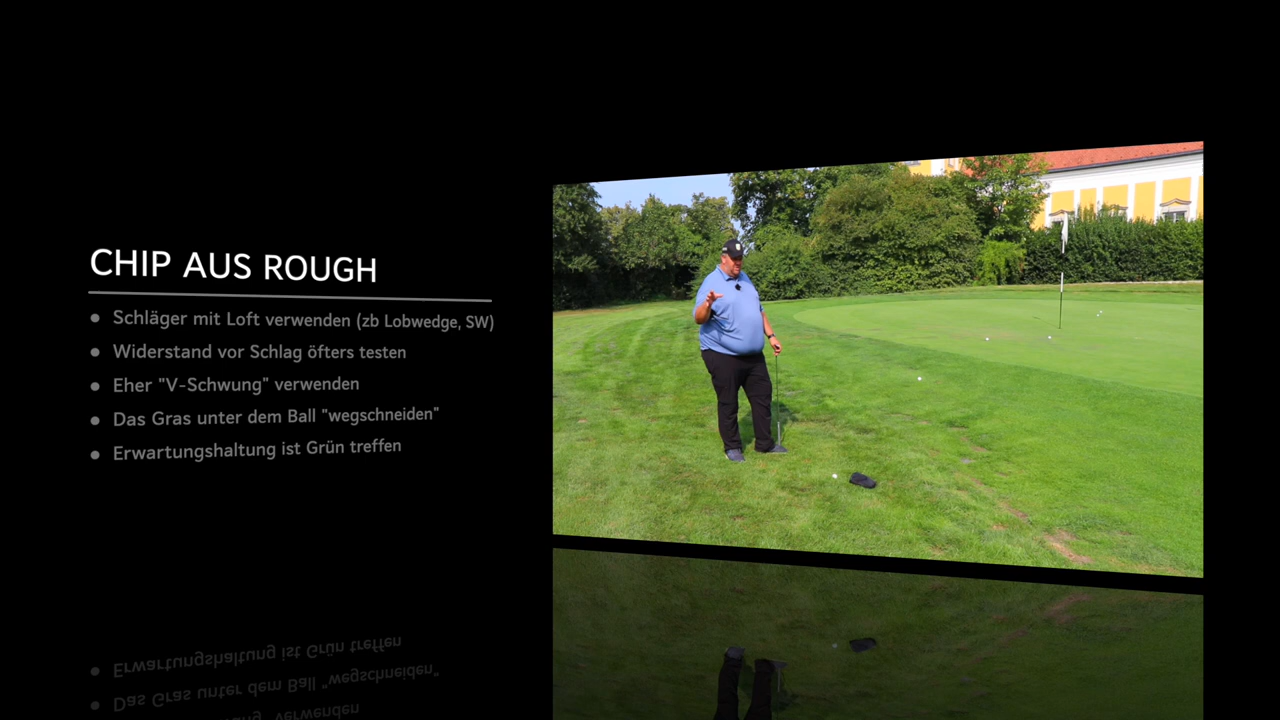 CHIP AUS ROUGH
Schläger mit Loft verwenden (zb Lobwedge, SW)
Widerstand vor Schlag öfters testen
Eher "V-Schwung" verwenden
Das Gras unter dem Ball "wegschneiden"
Erwartungshaltung ist Grün treffen